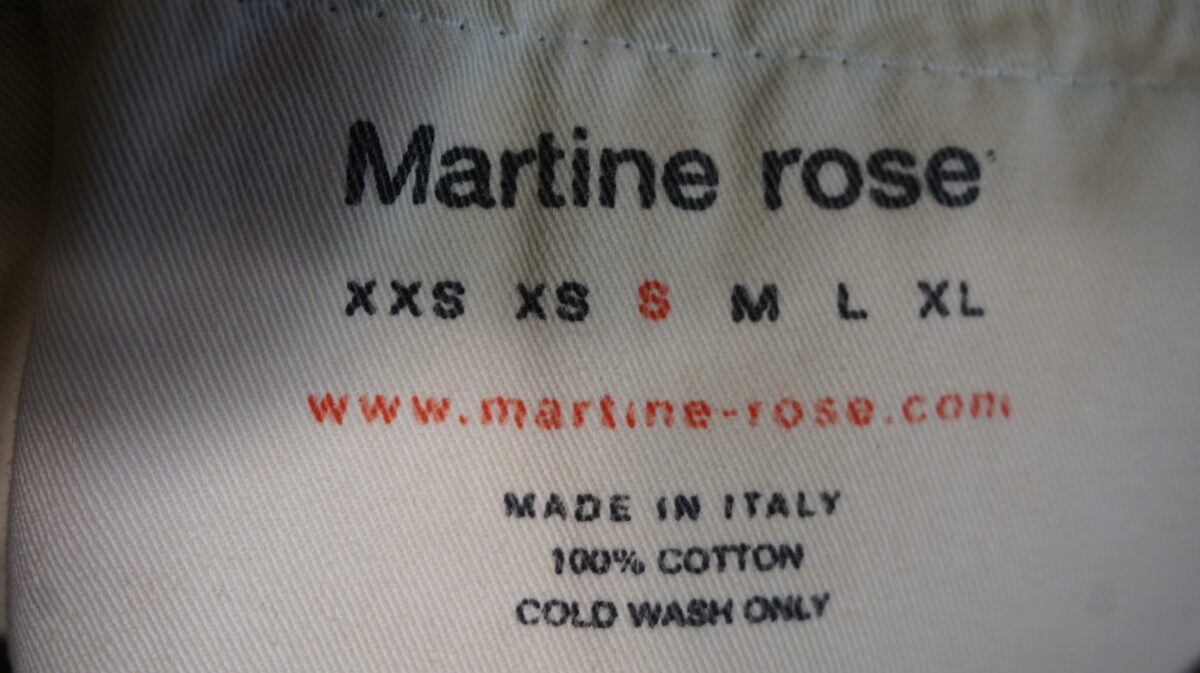 Martine rose
XXS XS S M L XL
www.martine-rose.com
MADE IN ITALY
100% COTTON
COLD WASH ONLY